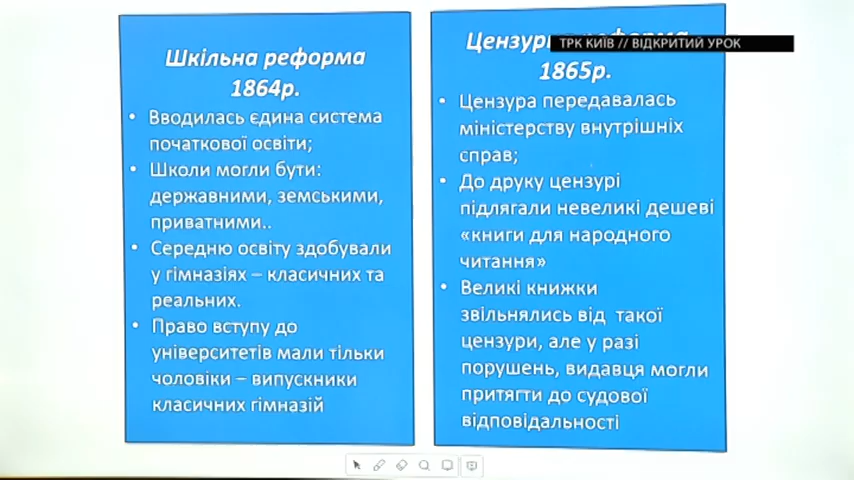 ТРК КИЇВ // ВІДКРИТИЙ УРОК
Шкільна реформа
1864р.
• Вводилась єдина система
початкової освіти;
• Школи могли бути:
державними, земськими,
приватними..
• Середню освіту здобували
у гімназіях – класичних та
реальних.
• Право вступу до
університетів мали тільки
чоловіки – випускники
класичних гімназій
реформа
1865р.
• Цензура передавалась
міністерству внутрішніх
справ;
• До друку цензурі
підлягали невеликі дешеві
«книги для народного
читання»
• Великі книжки
звільнялись від такої
цензури, але у разі
порушень, видавця могли
притягти до судової
відповідальності